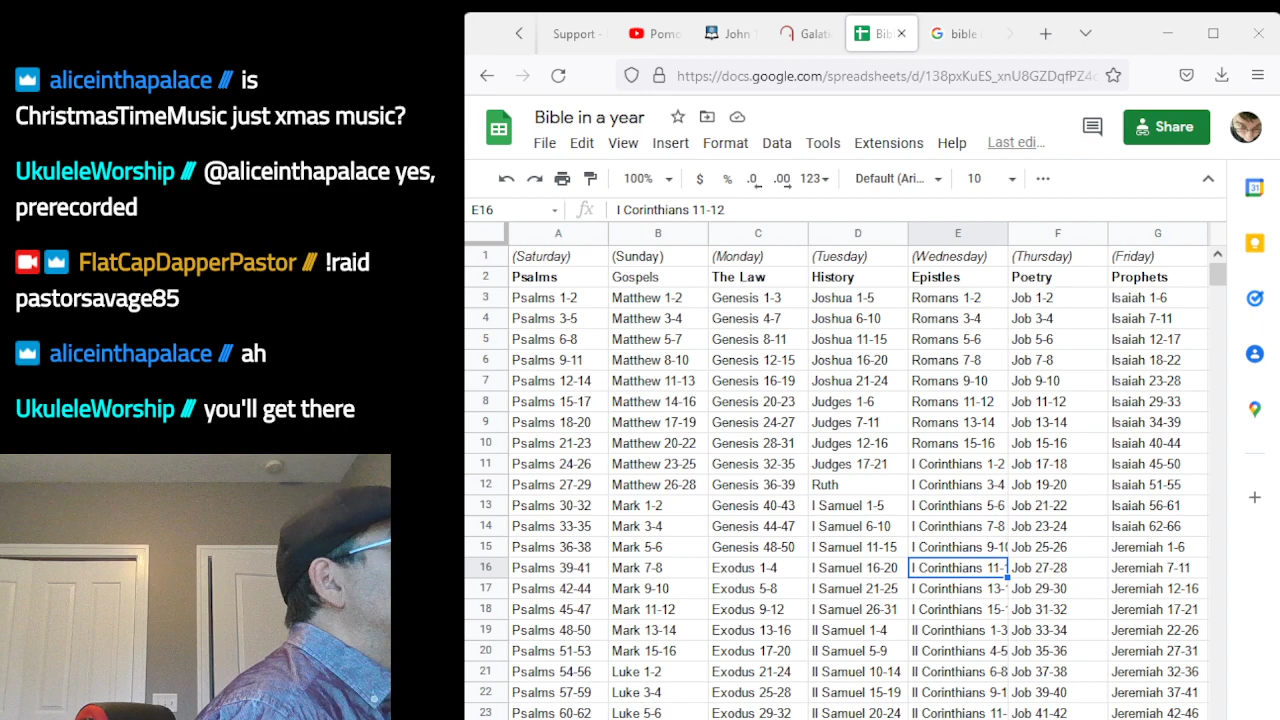 aliceinthapalace /// is
ChristmasTimeMusic just xmas music?
UkuleleWorship /// @aliceinthapalace yes,
prerecorded
FlatCapDapperPastor /// !raid
pastorsavage85
aliceinthapalace /// ah
UkuleleWorship /// you'll get there
Support - Pomo John Galati Bib bible
https://docs.google.com/spreadsheets/d/138pxKuES_xnU8GZDqfPZ4c
Bible in a year
File Edit View Insert Format Data Tools Extensions Help Last edi...
Share
100% $ % .0 .00 123 Default (Ari... 10
E16 fx I Corinthians 11-12
A B C D E F G
1 (Saturday) (Sunday) (Monday) (Tuesday) (Wednesday) (Thursday) (Friday)
2 Psalms Gospels The Law History Epistles Poetry Prophets
3 Psalms 1-2 Matthew 1-2 Genesis 1-3 Joshua 1-5 Romans 1-2 Job 1-2 Isaiah 1-6
4 Psalms 3-5 Matthew 3-4 Genesis 4-7 Joshua 6-10 Romans 3-4 Job 3-4 Isaiah 7-11
5 Psalms 6-8 Matthew 5-7 Genesis 8-11 Joshua 11-15 Romans 5-6 Job 5-6 Isaiah 12-17
6 Psalms 9-11 Matthew 8-10 Genesis 12-15 Joshua 16-20 Romans 7-8 Job 7-8 Isaiah 18-22
7 Psalms 12-14 Matthew 11-13 Genesis 16-19 Joshua 21-24 Romans 9-10 Job 9-10 Isaiah 23-28
8 Psalms 15-17 Matthew 14-16 Genesis 20-23 Judges 1-6 Romans 11-12 Job 11-12 Isaiah 29-33
9 Psalms 18-20 Matthew 17-19 Genesis 24-27 Judges 7-11 Romans 13-14 Job 13-14 Isaiah 34-39
10 Psalms 21-23 Matthew 20-22 Genesis 28-31 Judges 12-16 Romans 15-16 Job 15-16 Isaiah 40-44
11 Psalms 24-26 Matthew 23-25 Genesis 32-35 Judges 17-21 I Corinthians 1-2 Job 17-18 Isaiah 45-50
12 Psalms 27-29 Matthew 26-28 Genesis 36-39 Ruth I Corinthians 3-4 Job 19-20 Isaiah 51-55
13 Psalms 30-32 Mark 1-2 Genesis 40-43 I Samuel 1-5 I Corinthians 5-6 Job 21-22 Isaiah 56-61
14 Psalms 33-35 Mark 3-4 Genesis 44-47 I Samuel 6-10 I Corinthians 7-8 Job 23-24 Isaiah 62-66
15 Psalms 36-38 Mark 5-6 Genesis 48-50 I Samuel 11-15 I Corinthians 9-10 Job 25-26 Jeremiah 1-6
16 Psalms 39-41 Mark 7-8 Exodus 1-4 I Samuel 16-20 I Corinthians 11-1 Job 27-28 Jeremiah 7-11
17 Psalms 42-44 Mark 9-10 Exodus 5-8 I Samuel 21-25 I Corinthians 13- Job 29-30 Jeremiah 12-16
18 Psalms 45-47 Mark 11-12 Exodus 9-12 I Samuel 26-31 I Corinthians 15- Job 31-32 Jeremiah 17-21
19 Psalms 48-50 Mark 13-14 Exodus 13-16 II Samuel 1-4 II Corinthians 1-3 Job 33-34 Jeremiah 22-26
20 Psalms 51-53 Mark 15-16 Exodus 17-20 II Samuel 5-9 II Corinthians 4-5 Job 35-36 Jeremiah 27-31
21 Psalms 54-56 Luke 1-2 Exodus 21-24 II Samuel 10-14 II Corinthians 6-8 Job 37-38 Jeremiah 32-36
22 Psalms 57-59 Luke 3-4 Exodus 25-28 II Samuel 15-19 II Corinthians 9-1 Job 39-40 Jeremiah 37-41
23 Psalms 60-62 Luke 5-6 Exodus 29-32 II Samuel 20-24 II Corinthians 11- Job 41-42 Jeremiah 42-46